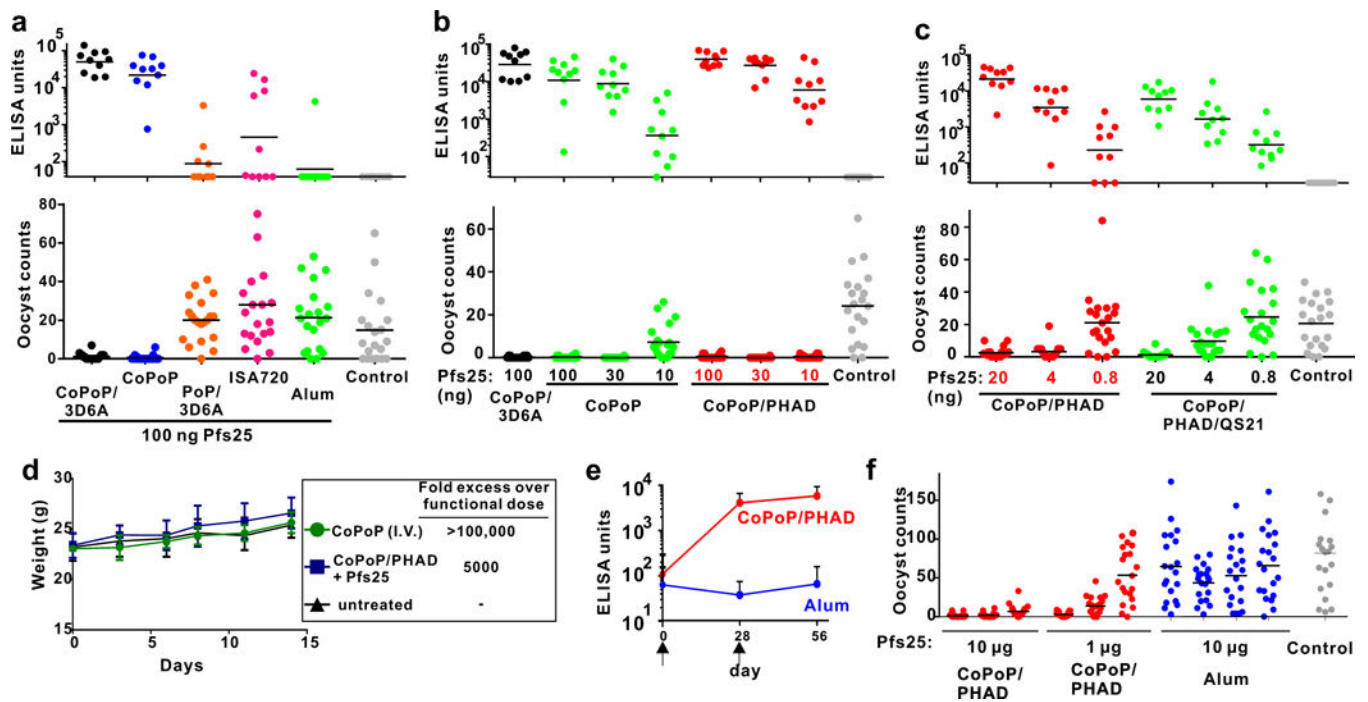 a
ELISA units
10^5
10^4
10^3
10^2
Oocyst counts
80
60
40
20
0
CoPoP/
3D6A
CoPoP
PoP/
3D6A
ISA720
Alum
Control
100 ng Pfs25
b
ELISA units
10^5
10^4
10^3
10^2
Oocyst counts
60
40
20
0
Pfs25: 100 100 30 10 100 30 10 Control
(ng)
CoPoP/
3D6A
CoPoP
CoPoP/PHAD
c
ELISA units
10^5
10^4
10^3
10^2
Oocyst counts
80
60
40
20
0
Pfs25: 20 4 0.8 20 4 0.8 Control
(ng)
CoPoP/PHAD
CoPoP/
PHAD/QS21
d
Weight (g)
30
25
20
15
0 5 10 15
Days
Fold excess over
functional dose
CoPoP (I.V.) >100,000
CoPoP/PHAD
+ Pfs25 5000
untreated -
e
ELISA units
10^4
10^3
10^2
10^1
CoPoP/PHAD
Alum
0 28 56
day
f
Oocyst counts
150
100
50
0
Pfs25: 10 µg 1 µg 10 µg Control
CoPoP/
PHAD
CoPoP/
PHAD
Alum